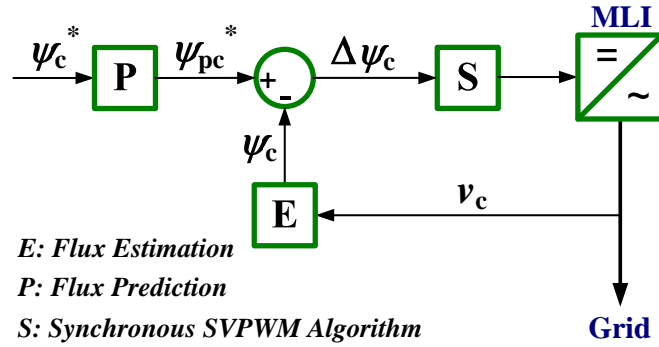 MLI
ψc* P ψpc* + - Δψc S = ~
ψc
E vc
E: Flux Estimation
P: Flux Prediction
S: Synchronous SVPWM Algorithm Grid